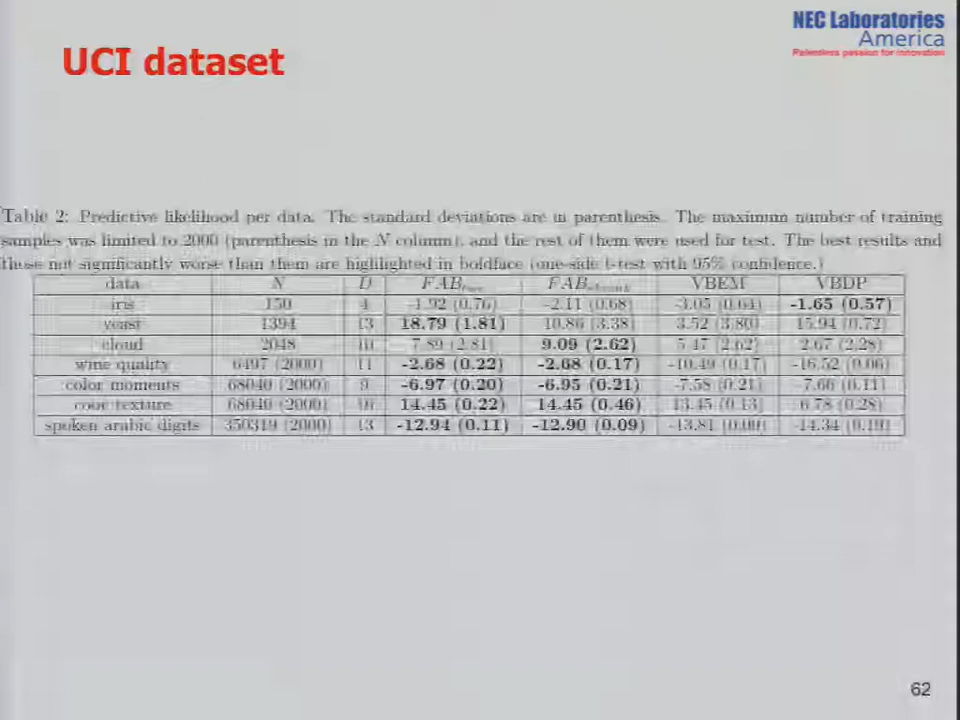 NEC Laboratories
America
Relentless passion for innovation
UCI dataset
Table 2: Predictive likelihood per data. The standard deviations are in parenthesis. The maximum number of training
samples was limited to 2000 (parenthesis in the N column), and the rest of them were used for test. The best results and
those not significantly worse than them are highlighted in boldface (one-side t-test with 95% confidence.)
data N D FAB FAB VBEM VBDP
iris 150 4 -1.92 (0.76) -2.11 (0.68) -3.05 (0.64) -1.65 (0.57)
yeast 1394 13 18.79 (1.81) 10.86 (3.38) 3.52 (3.80) 15.94 (0.72)
cloud 2048 10 7.89 (2.81) 9.09 (2.62) 5.47 (2.62) 2.67 (2.28)
wine quality 6497 (2000) 11 -2.68 (0.22) -2.68 (0.17) -10.49 (0.17) -16.52 (0.06)
color moments 68040 (2000) 9 -6.97 (0.20) -6.95 (0.21) -7.58 (0.21) -7.66 (0.11)
cooc texture 68040 (2000) 16 14.45 (0.22) 14.45 (0.46) 13.45 (0.13) 6.78 (0.28)
spoken arabic digits 350319 (2000) 13 -12.94 (0.11) -12.90 (0.09) -13.81 -14.34 (0.19)
62